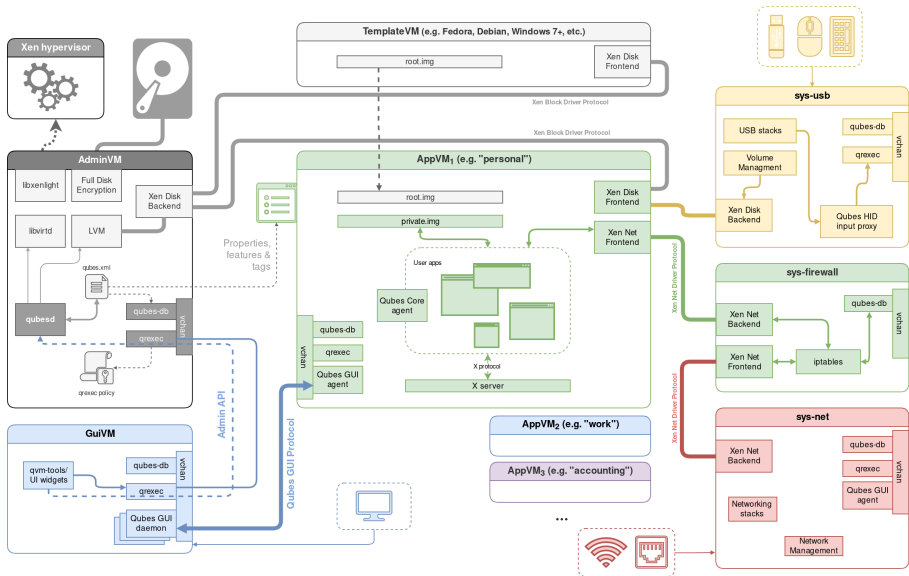 Xen hypervisor
TemplateVM (e.g. Fedora, Debian, Windows 7+, etc.)
root.img
Xen Disk
Frontend
Xen Block Driver Protocol
Xen Block Driver Protocol
AdminVM
libxenlight
Full Disk
Encryption
Xen Disk
Backend
libvirtd
LVM
qubes.xml
qubesd
qubes-db
qrexec
vchan
qrexec policy
Properties,
features &
tags
Admin API
Qubes GUI Protocol
GuiVM
qvm-tools/
UI widgets
qubes-db
qrexec
Qubes GUI
daemon
vchan
AppVM1 (e.g. "personal")
root.img
private.img
Xen Disk
Frontend
Xen Net
Frontend
User apps
Qubes Core
agent
vchan
qubes-db
qrexec
Qubes GUI
agent
X protocol
X server
AppVM2 (e.g. "work")
AppVM3 (e.g. "accounting")
...
sys-usb
USB stacks
Volume
Managment
Xen Disk
Backend
Qubes HID
input proxy
qubes-db
qrexec
vchan
Xen Net Driver Protocol
sys-firewall
Xen Net
Backend
Xen Net
Frontend
iptables
qubes-db
vchan
Xen Net Driver Protocol
sys-net
Xen Net
Backend
qubes-db
qrexec
Qubes GUI
agent
vchan
Networking
stacks
Network
Management